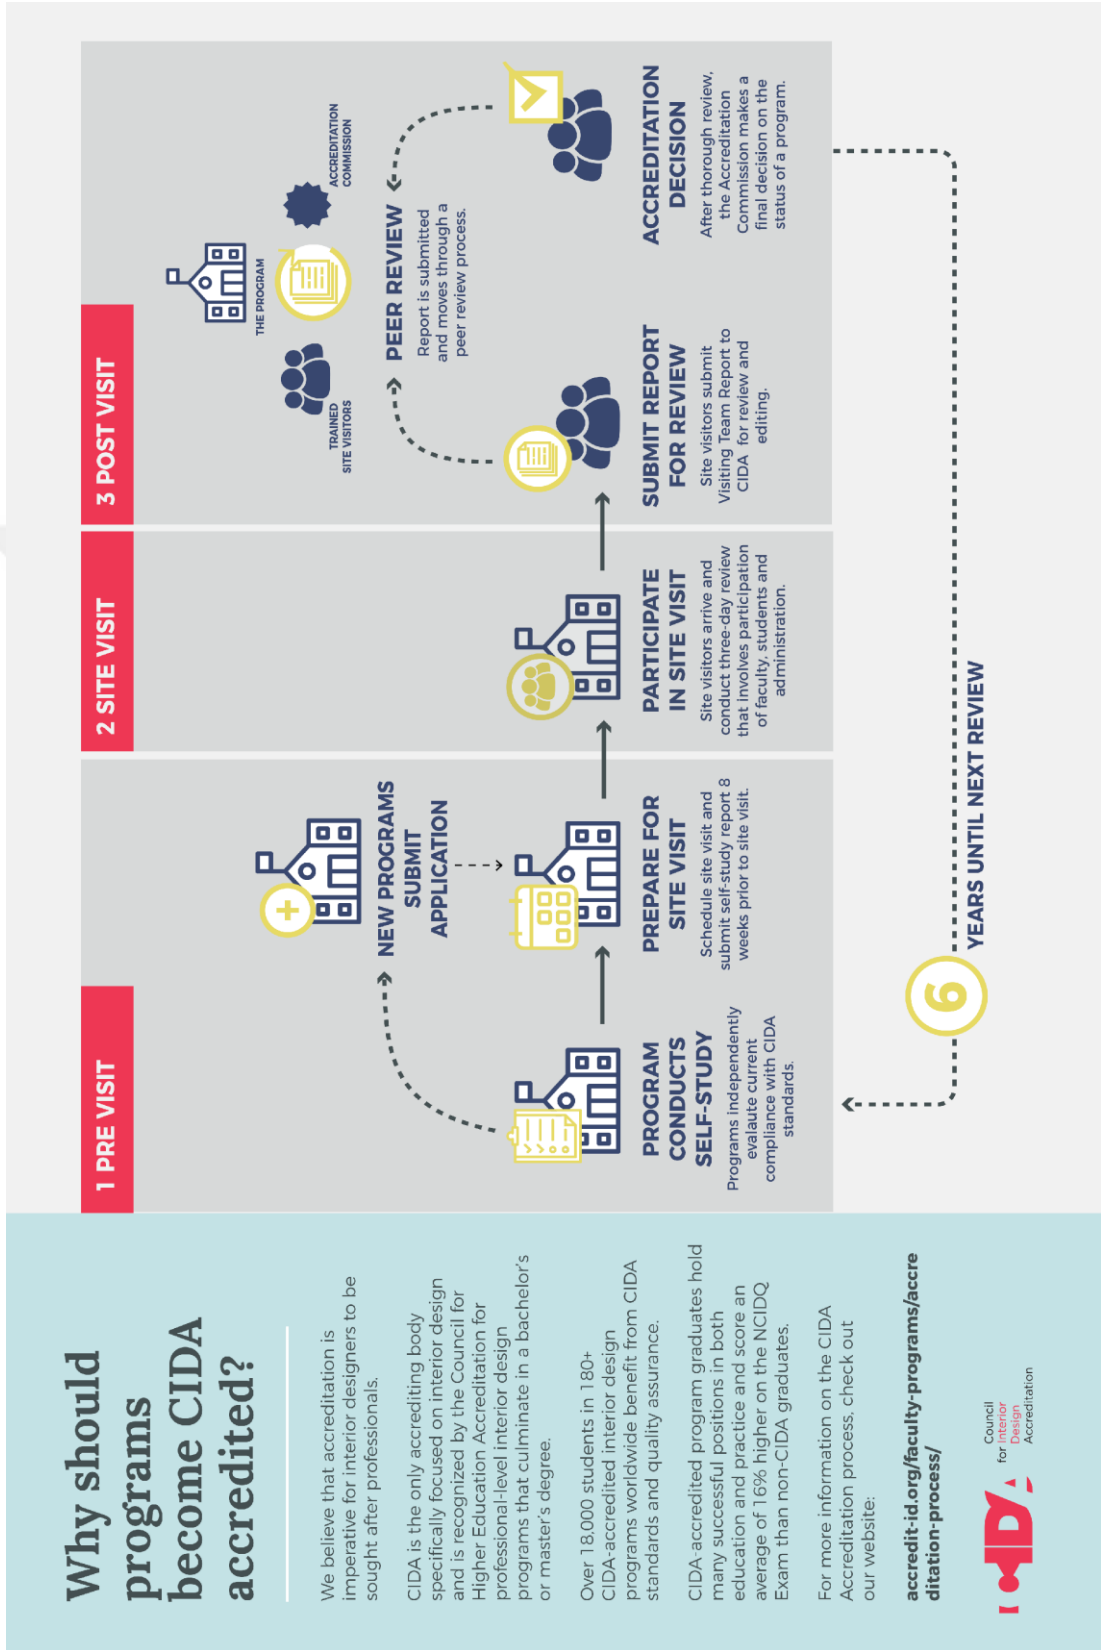 Why should
programs
become CIDA
accredited?
We believe that accreditation is
imperative for interior designers to be
sought after professionals.
CIDA is the only accrediting body
specifically focused on interior design
and is recognized by the Council for
Higher Education Accreditation for
professional-level interior design
programs that culminate in a bachelor's
or master's degree.
Over 18,000 students in 180+
CIDA-accredited interior design
programs worldwide benefit from CIDA
standards and quality assurance.
CIDA-accredited program graduates hold
many successful positions in both
education and practice and score an
average of 16% higher on the NCIDQ
Exam than non-CIDA graduates.
For more information on the CIDA
Accreditation process, check out
our website:
accredit-id.org/faculty-programs/accre
ditation-process/
CIDA
Council
for Interior
Design
Accreditation
1 PRE VISIT
NEW PROGRAMS
SUBMIT
APPLICATION
PROGRAM
CONDUCTS
SELF-STUDY
Programs independently
evalaute current
compliance with CIDA
standards.
PREPARE FOR
SITE VISIT
Schedule site visit and
submit self-study report 8
weeks prior to site visit.
2 SITE VISIT
PARTICIPATE
IN SITE VISIT
Site visitors arrive and
conduct three-day review
that involves participation
of faculty, students and
administration.
3 POST VISIT
THE PROGRAM
TRAINED
SITE VISITORS
ACCREDITATION
COMMISSION
PEER REVIEW
Report is submitted
and moves through a
peer review process.
SUBMIT REPORT
FOR REVIEW
Site visitors submit
Visiting Team Report to
CIDA for review and
editing.
ACCREDITATION
DECISION
After thorough review,
the Accreditation
Commission makes a
final decision on the
status of a program.
6
YEARS UNTIL NEXT REVIEW